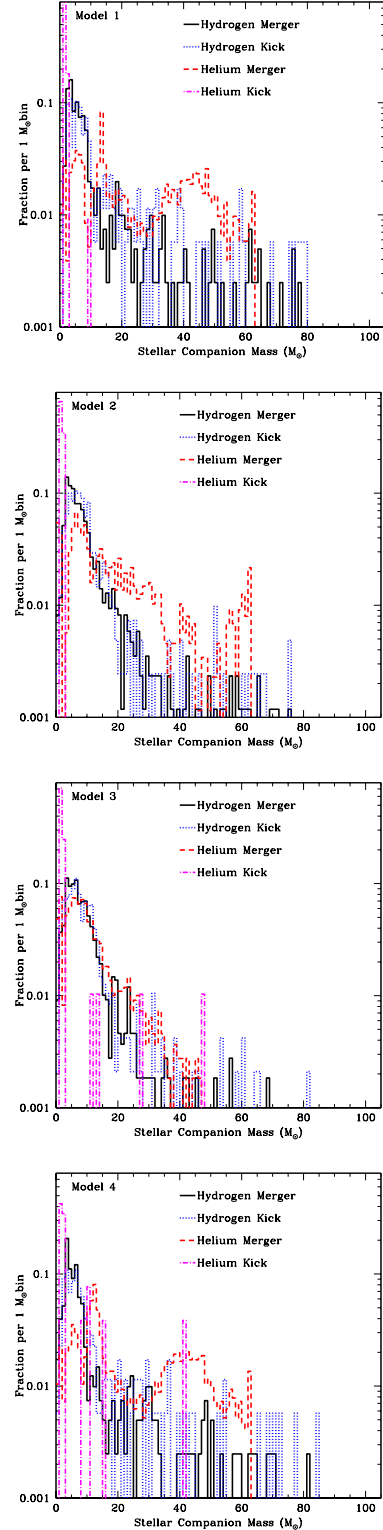 Model 1
Hydrogen Merger
Hydrogen Kick
Helium Merger
Helium Kick
Fraction per 1 M⊙bin
0.1
0.01
0.001
0 20 40 60 80 100
Stellar Companion Mass (M⊙)
Model 2
Hydrogen Merger
Hydrogen Kick
Helium Merger
Helium Kick
Fraction per 1 M⊙bin
0.1
0.01
0.001
0 20 40 60 80 100
Stellar Companion Mass (M⊙)
Model 3
Hydrogen Merger
Hydrogen Kick
Helium Merger
Helium Kick
Fraction per 1 M⊙bin
0.1
0.01
0.001
0 20 40 60 80 100
Stellar Companion Mass (M⊙)
Model 4
Hydrogen Merger
Hydrogen Kick
Helium Merger
Helium Kick
Fraction per 1 M⊙bin
0.1
0.01
0.001
0 20 40 60 80 100
Stellar Companion Mass (M⊙)